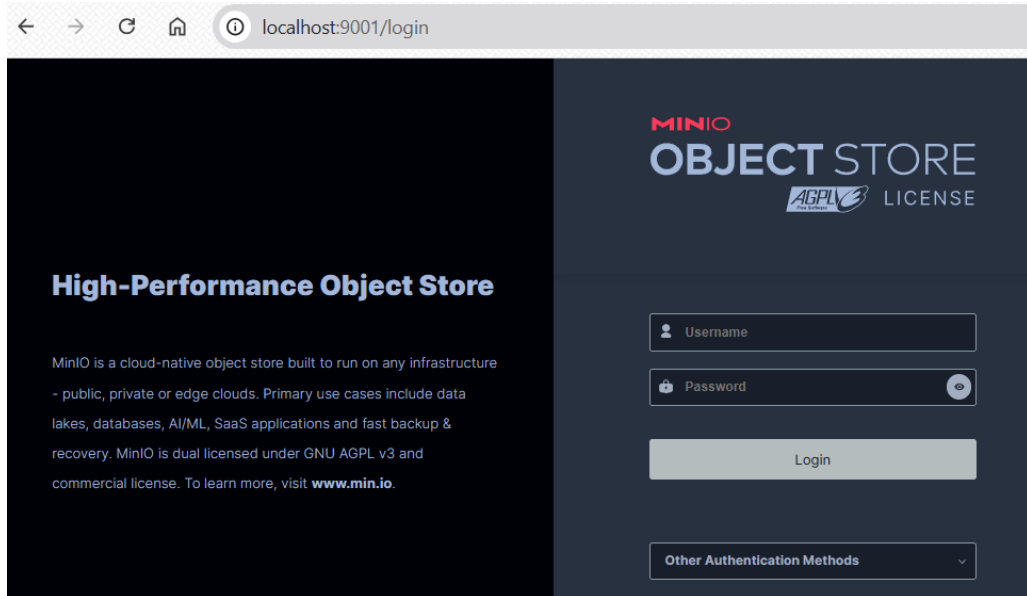 localhost:9001/login
MINIO
OBJECT STORE
AGPLv3 LICENSE
Free Software
High-Performance Object Store
MinIO is a cloud-native object store built to run on any infrastructure
- public, private or edge clouds. Primary use cases include data
lakes, databases, AI/ML, SaaS applications and fast backup &
recovery. MinIO is dual licensed under GNU AGPL v3 and
commercial license. To learn more, visit www.min.io.
Username
Password
Login
Other Authentication Methods